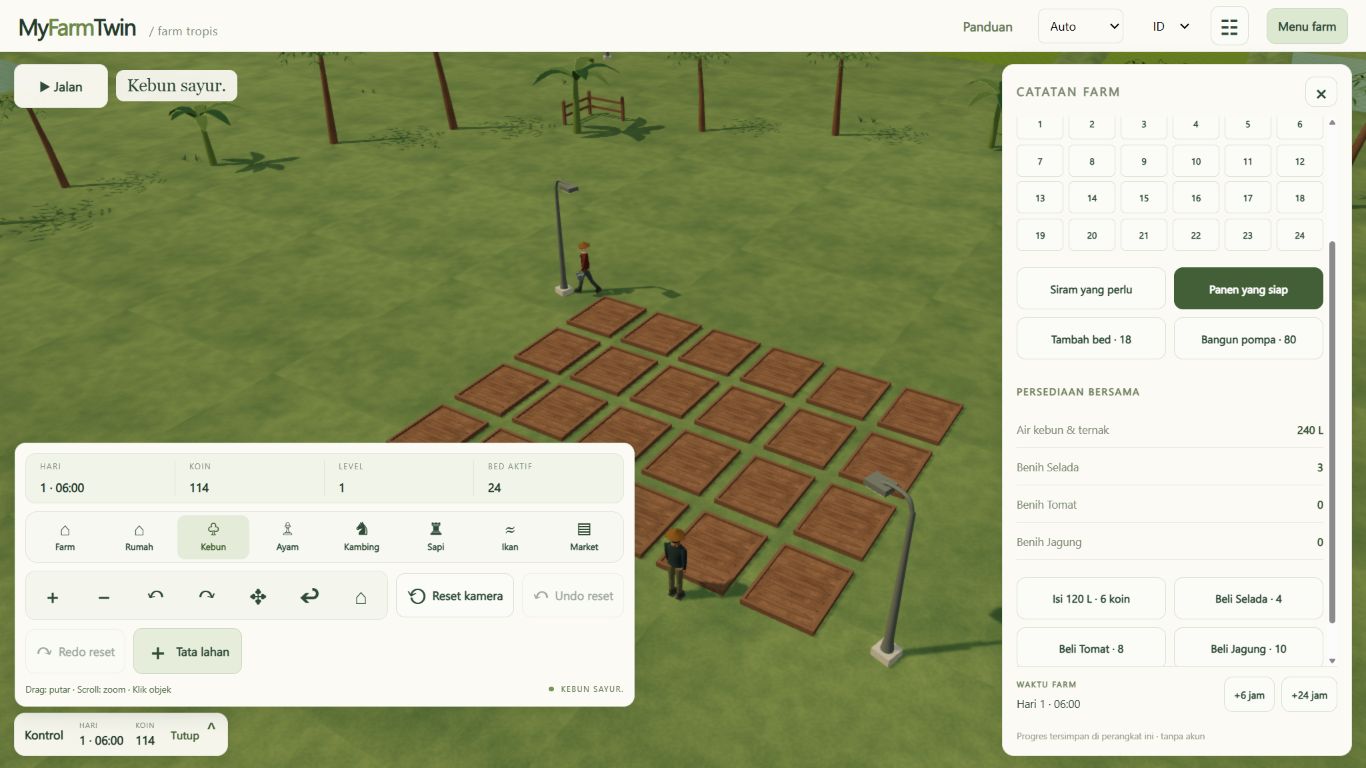 MyFarmTwin / farm tropis
Panduan
Auto
ID
Menu farm
▶ Jalan
Kebun sayur.
CATATAN FARM
1 2 3 4 5 6
7 8 9 10 11 12
13 14 15 16 17 18
19 20 21 22 23 24
Siram yang perlu
Panen yang siap
Tambah bed · 18
Bangun pompa · 80
PERSEDIAAN BERSAMA
Air kebun & ternak 240 L
Benih Selada 3
Benih Tomat 0
Benih Jagung 0
Isi 120 L · 6 koin
Beli Selada · 4
Beli Tomat · 8
Beli Jagung · 10
WAKTU FARM
Hari 1 · 06:00
+6 jam
+24 jam
Progres tersimpan di perangkat ini · tanpa akun
HARI KOIN LEVEL BED AKTIF
1 · 06:00 114 1 24
Farm Rumah Kebun Ayam Kambing Sapi Ikan Market
Reset kamera
Undo reset
Redo reset
+ Tata lahan
Drag: putar · Scroll: zoom · Klik objek
KEBUN SAYUR.
Kontrol
HARI KOIN
1 · 06:00 114
Tutup